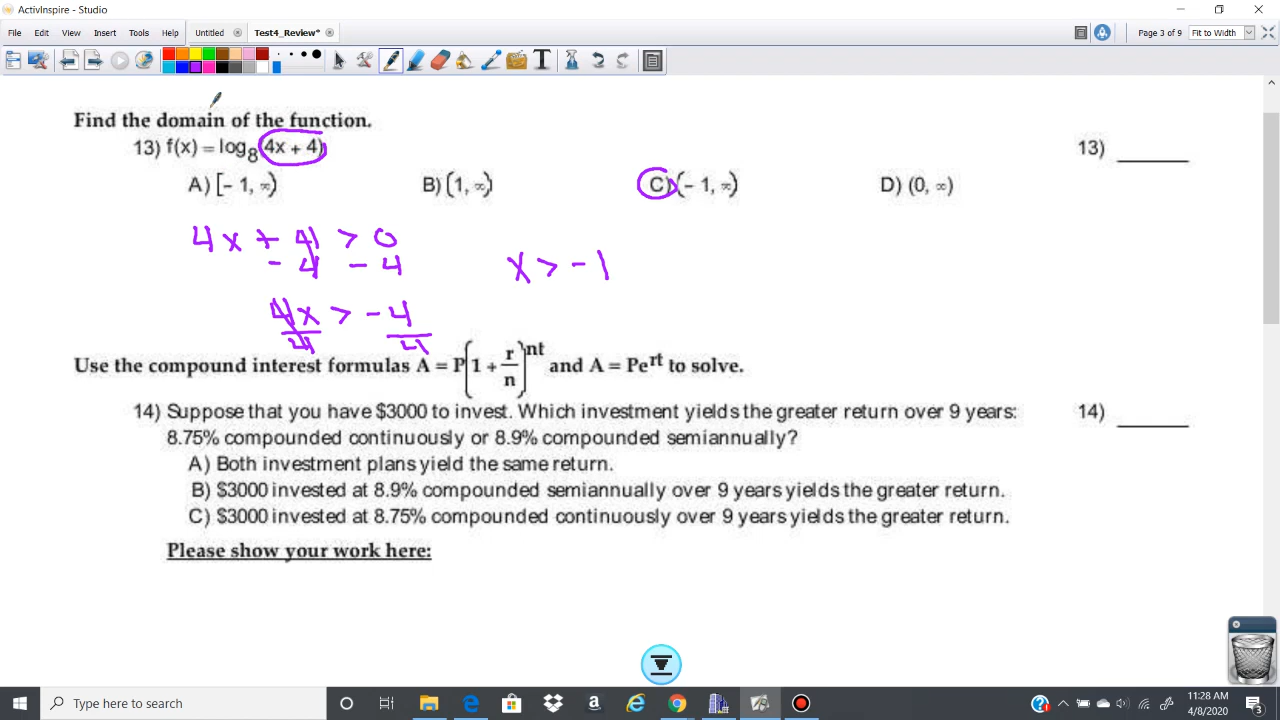 ActivInspire - Studio
File Edit View Insert Tools Help Untitled Test4_Review* Page 3 of 9 Fit to Width
Find the domain of the function.
13) f(x) = log8(4x + 4) 13)
A) [- 1, ∞) B) (1, ∞) C) (- 1, ∞) D) (0, ∞)
4x + 4 > 0
- 4 - 4 x > - 1
4x > - 4
4 4
Use the compound interest formulas A = P(1 + r/n)^nt and A = Pe^rt to solve.
14) Suppose that you have $3000 to invest. Which investment yields the greater return over 9 years: 14)
8.75% compounded continuously or 8.9% compounded semiannually?
A) Both investment plans yield the same return.
B) $3000 invested at 8.9% compounded semiannually over 9 years yields the greater return.
C) $3000 invested at 8.75% compounded continuously over 9 years yields the greater return.
Please show your work here:
Type here to search 11:28 AM
4/8/2020
3